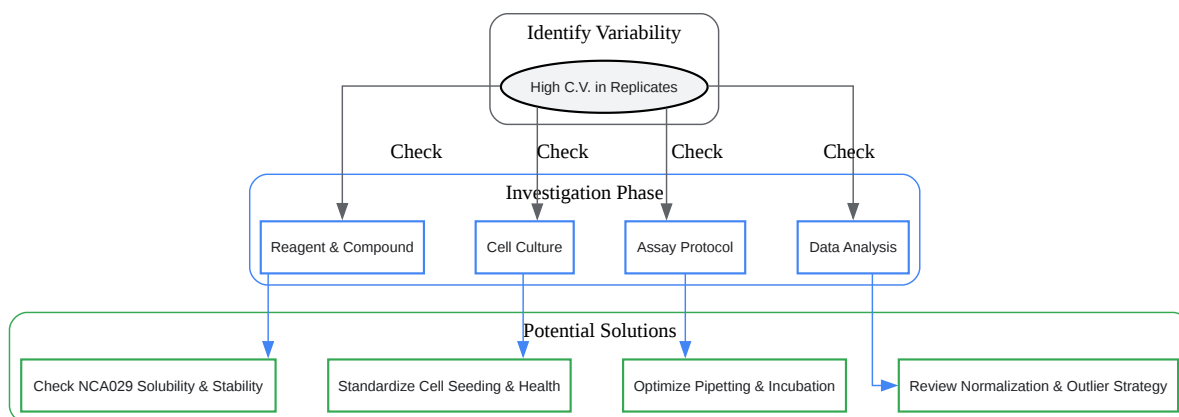 Identify Variability
High C.V. in Replicates
Check Check Check Check
Investigation Phase
Reagent & Compound Cell Culture Assay Protocol Data Analysis
Potential Solutions
Check NCA029 Solubility & Stability Standardize Cell Seeding & Health Optimize Pipetting & Incubation Review Normalization & Outlier Strategy